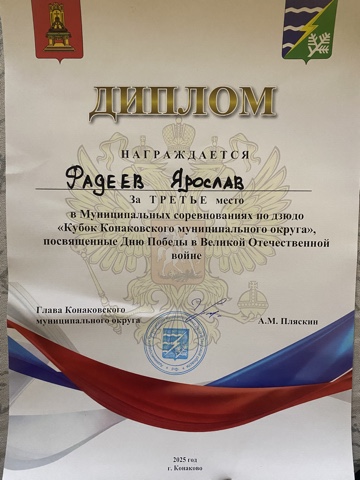 ДИПЛОМ
НАГРАЖДАЕТСЯ
ФАДЕЕВ ЯРОСЛАВ
За ТРЕТЬЕ место
в Муниципальных соревнованиях по дзюдо
«Кубок Конаковского муниципального округа»,
посвященные Дню Победы в Великой Отечественной
войне
Глава Конаковского
муниципального округа А.М. Пляскин
2025 год
г. Конаково